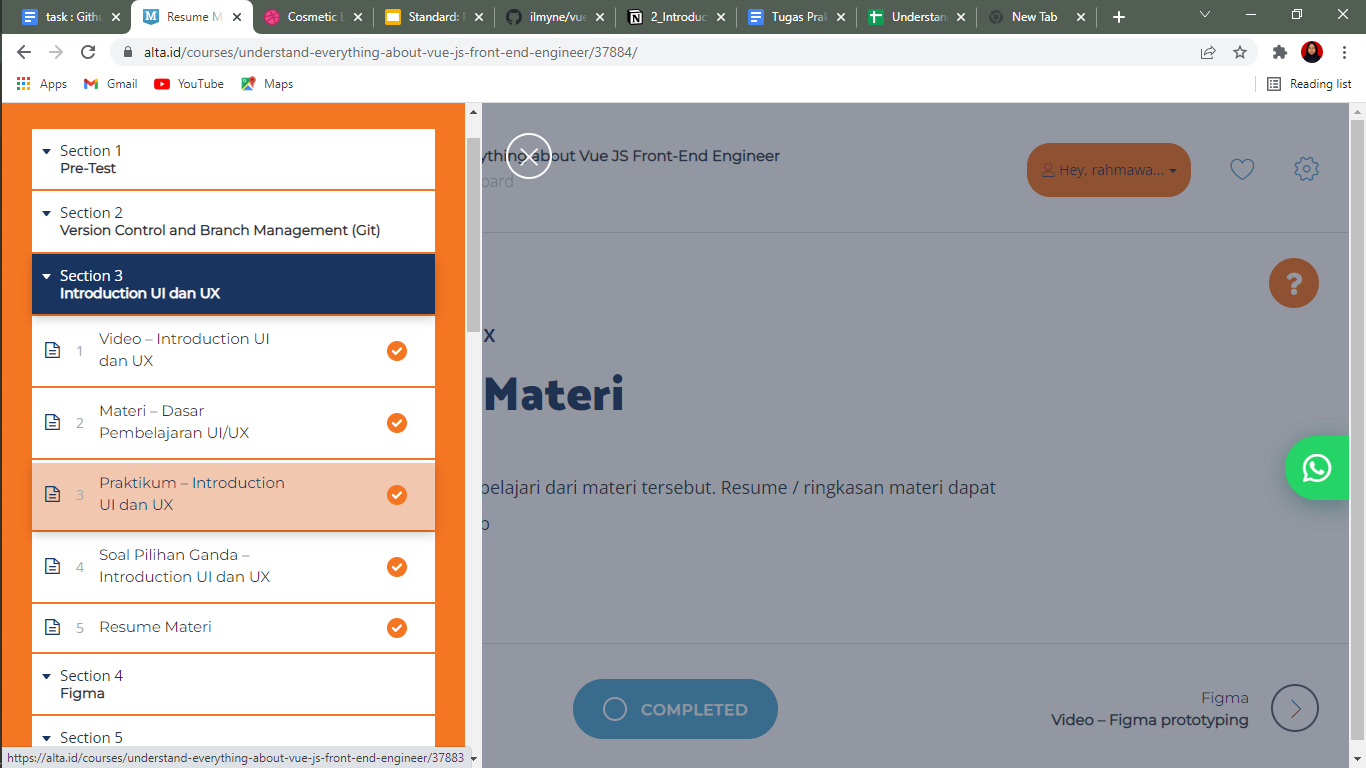 task : Gith
Resume M
Cosmetic L
Standard:
ilmyne/vue
2_Introduc
Tugas Prak
Understan
New Tab
alta.id/courses/understand-everything-about-vue-js-front-end-engineer/37884/
Apps
Gmail
YouTube
Maps
Reading list
Section 1
Pre-Test
Section 2
Version Control and Branch Management (Git)
Section 3
Introduction UI dan UX
1
Video – Introduction UI
dan UX
2
Materi – Dasar
Pembelajaran UI/UX
3
Praktikum – Introduction
UI dan UX
4
Soal Pilihan Ganda –
Introduction UI dan UX
5
Resume Materi
Section 4
Figma
Section 5
https://alta.id/courses/understand-everything-about-vue-js-front-end-engineer/37883
ything about Vue JS Front-End Engineer
oard
Hey, rahmawa...
?
X
Materi
pelajari dari materi tersebut. Resume / ringkasan materi dapat
COMPLETED
Figma
Video – Figma prototyping